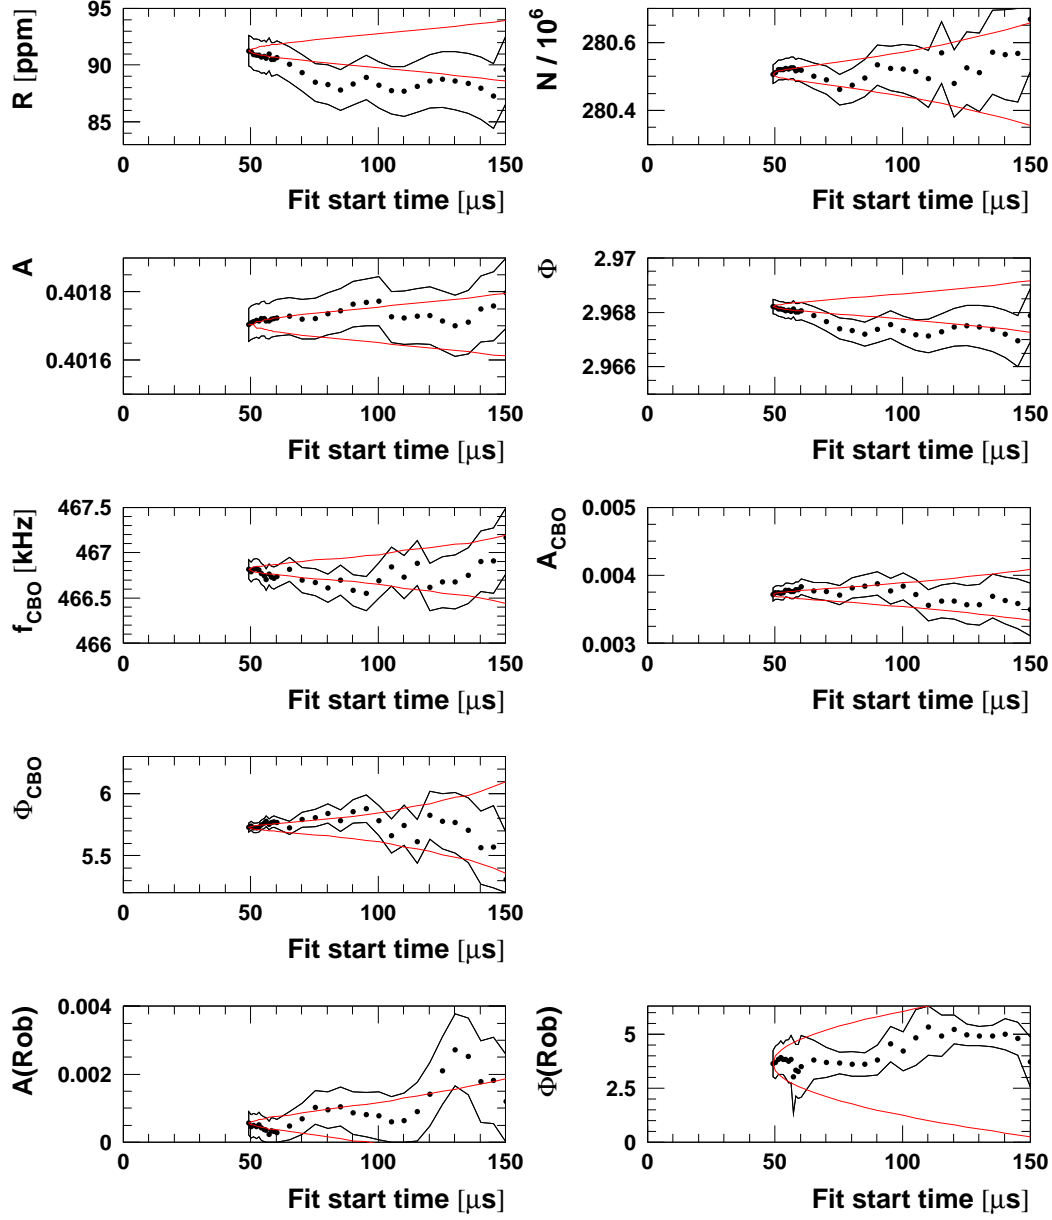 R [ppm]
95
90
85
0 50 100 150
Fit start time [μs]
N / 10^6
280.6
280.4
0 50 100 150
Fit start time [μs]
A
0.4018
0.4016
0 50 100 150
Fit start time [μs]
Φ
2.97
2.968
2.966
0 50 100 150
Fit start time [μs]
f_CBO [kHz]
467.5
467
466.5
466
0 50 100 150
Fit start time [μs]
A_CBO
0.005
0.004
0.003
0 50 100 150
Fit start time [μs]
Φ_CBO
6
5.5
0 50 100 150
Fit start time [μs]
A(Rob)
0.004
0.002
0
0 50 100 150
Fit start time [μs]
Φ(Rob)
5
2.5
0
0 50 100 150
Fit start time [μs]